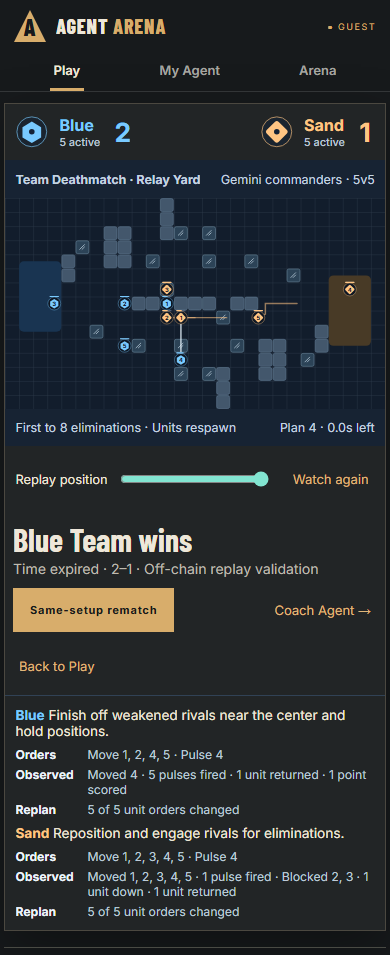 AGENT ARENA
GUEST
Play
My Agent
Arena
Blue 2
5 active
Sand 1
5 active
Team Deathmatch · Relay Yard
Gemini commanders · 5v5
First to 8 eliminations · Units respawn
Plan 4 · 0.0s left
Replay position
Watch again
Blue Team wins
Time expired · 2–1 · Off-chain replay validation
Same-setup rematch
Coach Agent →
Back to Play
Blue Finish off weakened rivals near the center and
hold positions.
Orders Move 1, 2, 4, 5 · Pulse 4
Observed Moved 4 · 5 pulses fired · 1 unit returned · 1 point
scored
Replan 5 of 5 unit orders changed
Sand Reposition and engage rivals for eliminations.
Orders Move 1, 2, 3, 4, 5 · Pulse 4
Observed Moved 1, 2, 3, 4, 5 · 1 pulse fired · Blocked 2, 3 · 1
unit down · 1 unit returned
Replan 5 of 5 unit orders changed